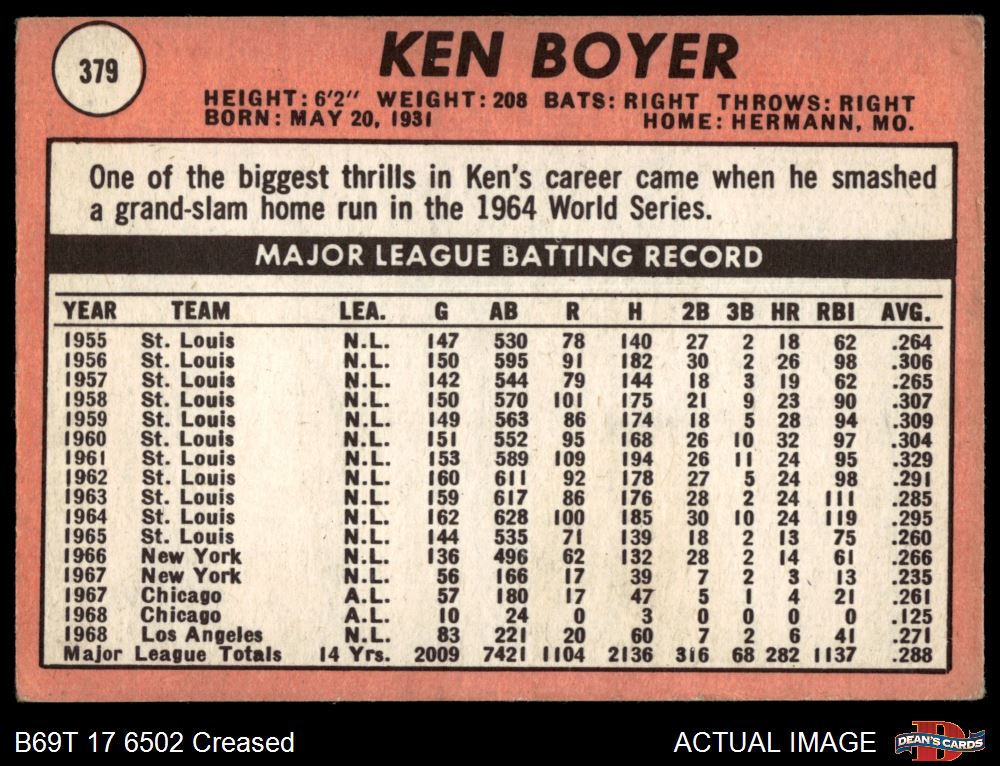 379
KEN BOYER
HEIGHT: 6'2" WEIGHT: 208 BATS: RIGHT THROWS: RIGHT
BORN: MAY 20, 1931 HOME: HERMANN, MO.
One of the biggest thrills in Ken's career came when he smashed
a grand-slam home run in the 1964 World Series.
MAJOR LEAGUE BATTING RECORD
YEAR TEAM LEA. G AB R H 2B 3B HR RBI AVG.
1955 St. Louis N.L. 147 530 78 140 27 2 18 62 .264
1956 St. Louis N.L. 150 595 91 182 30 2 26 98 .306
1957 St. Louis N.L. 142 544 79 144 18 3 19 62 .265
1958 St. Louis N.L. 150 570 101 175 21 9 23 90 .307
1959 St. Louis N.L. 149 563 86 174 18 5 28 94 .309
1960 St. Louis N.L. 151 552 95 168 26 10 32 97 .304
1961 St. Louis N.L. 153 589 109 194 26 11 24 95 .329
1962 St. Louis N.L. 160 611 92 178 27 5 24 98 .291
1963 St. Louis N.L. 159 617 86 176 28 2 24 111 .285
1964 St. Louis N.L. 162 628 100 185 30 10 24 119 .295
1965 St. Louis N.L. 144 535 71 139 18 2 13 75 .260
1966 New York N.L. 136 496 62 132 28 2 14 61 .266
1967 New York N.L. 56 166 17 39 7 2 3 13 .235
1967 Chicago A.L. 57 180 17 47 5 1 4 21 .261
1968 Chicago A.L. 10 24 0 3 0 0 0 0 .125
1968 Los Angeles N.L. 83 221 20 60 7 2 6 41 .271
Major League Totals 14 Yrs. 2009 7421 1104 2136 316 68 282 1137 .288
B69T 17 6502 Creased
ACTUAL IMAGE
D
DEAN'S CARDS